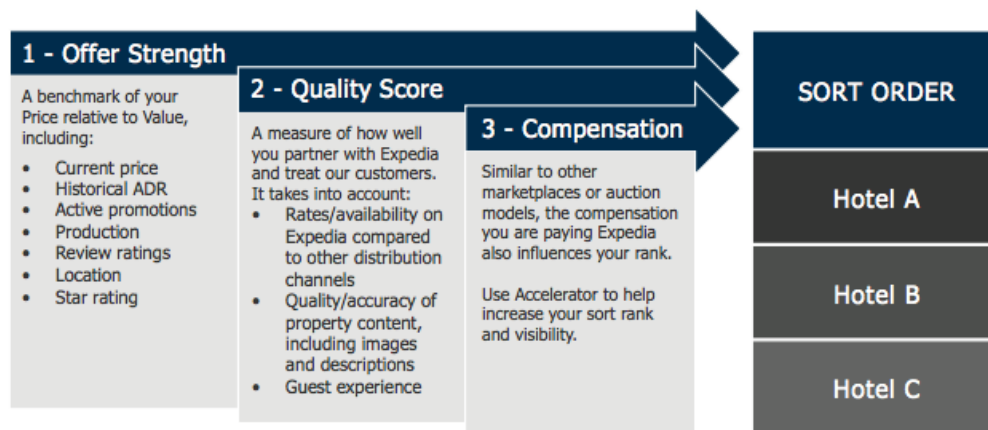 1 - Offer Strength
A benchmark of your
Price relative to Value,
including:
• Current price
• Historical ADR
• Active promotions
• Production
• Review ratings
• Location
• Star rating
2 - Quality Score
A measure of how well
you partner with Expedia
and treat our customers.
It takes into account:
• Rates/availability on
Expedia compared
to other distribution
channels
• Quality/accuracy of
property content,
including images
and descriptions
• Guest experience
3 - Compensation
Similar to other
marketplaces or auction
models, the compensation
you are paying Expedia
also influences your rank.
Use Accelerator to help
increase your sort rank
and visibility.
SORT ORDER
Hotel A
Hotel B
Hotel C